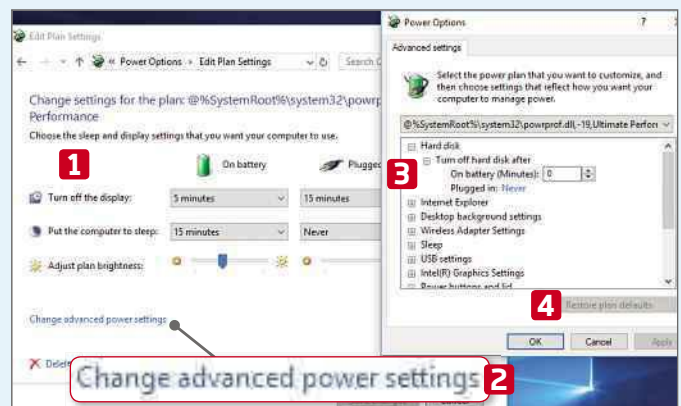 Edit Plan Settings
« Power Options › Edit Plan Settings
Search
Change settings for the plan: @%SystemRoot%\system32\powrp
Performance
Choose the sleep and display settings that you want your computer to use.
1
On battery
Plugge
Turn off the display:
5 minutes
15 minutes
Put the computer to sleep:
15 minutes
Never
Adjust plan brightness:
Change advanced power settings
Change advanced power settings
2
Power Options
?
Advanced settings
Select the power plan that you want to customize, and
then choose settings that reflect how you want your
computer to manage power.
@%SystemRoot%\system32\powrprof.dll,-19,Ultimate Perfor
3
Hard disk
Turn off hard disk after
On battery (Minutes): 0
Plugged in: Never
Internet Explorer
Desktop background settings
Wireless Adapter Settings
Sleep
USB settings
Intel(R) Graphics Settings
Power buttons and lid
4
Restore plan defaults
OK
Cancel
Apply